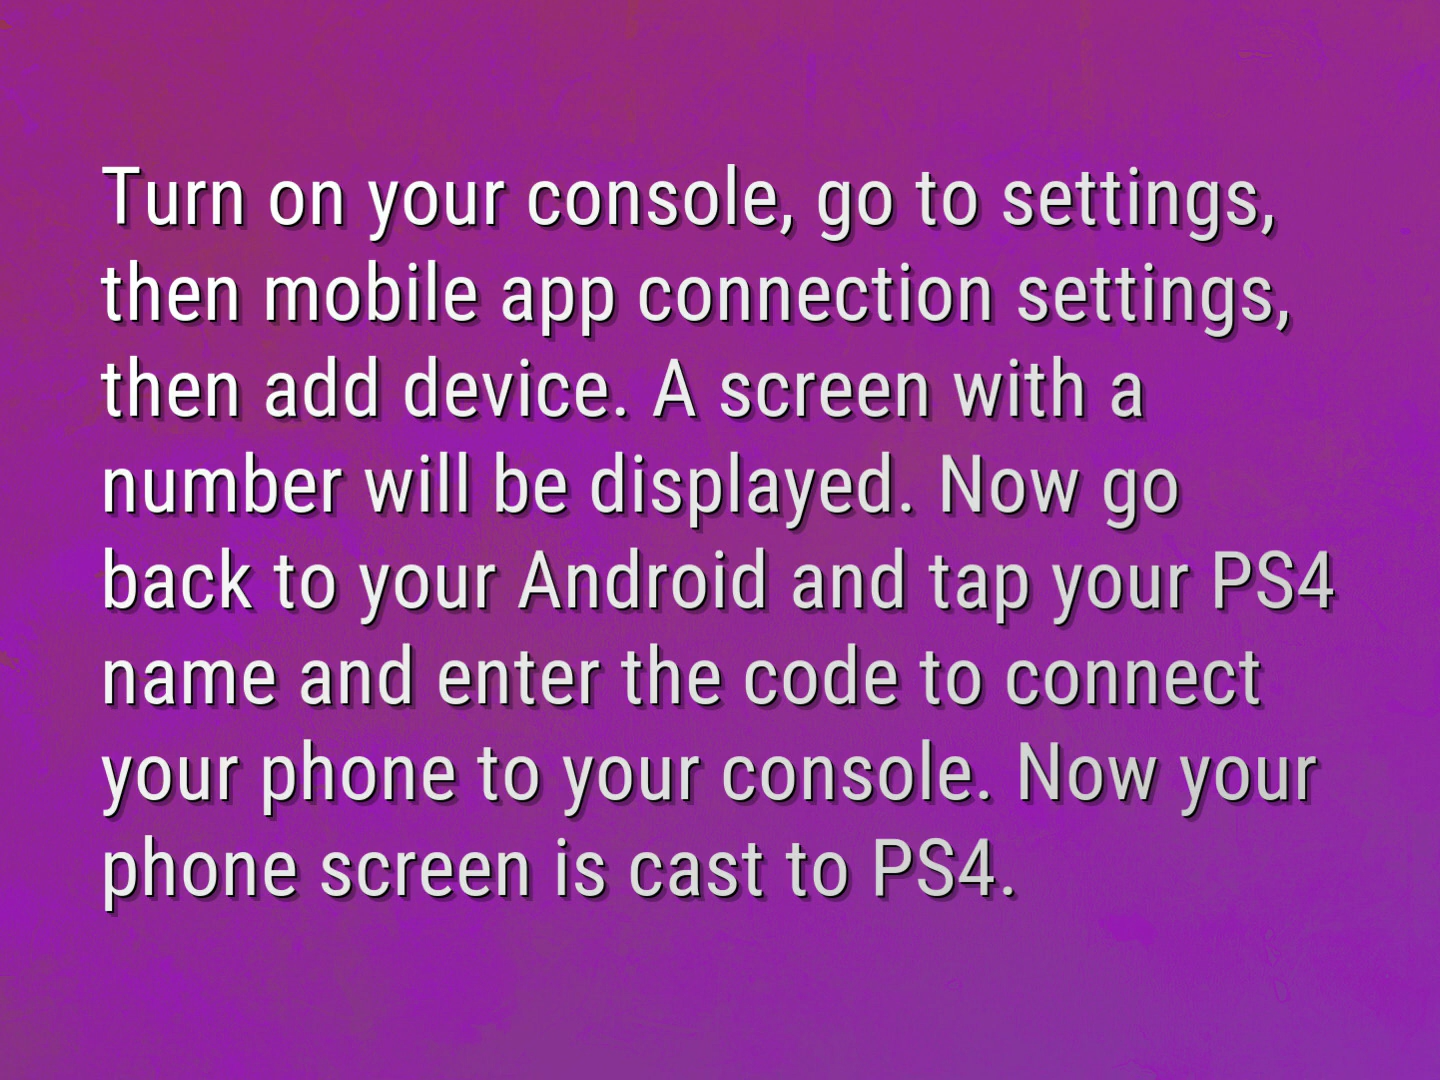 Turn on your console, go to settings,
then mobile app connection settings,
then add device. A screen with a
number will be displayed. Now go
back to your Android and tap your PS4
name and enter the code to connect
your phone to your console. Now your
phone screen is cast to PS4.